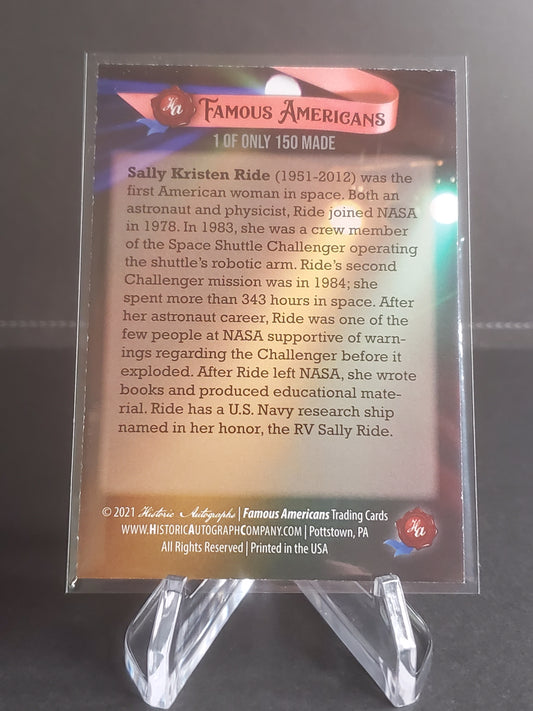 HA FAMOUS AMERICANS
1 OF ONLY 150 MADE
Sally Kristen Ride (1951-2012) was the
first American woman in space. Both an
astronaut and physicist, Ride joined NASA
in 1978. In 1983, she was a crew member
of the Space Shuttle Challenger operating
the shuttle's robotic arm. Ride's second
Challenger mission was in 1984; she
spent more than 343 hours in space. After
her astronaut career, Ride was one of the
few people at NASA supportive of warn-
ings regarding the Challenger before it
exploded. After Ride left NASA, she wrote
books and produced educational mate-
rial. Ride has a U.S. Navy research ship
named in her honor, the RV Sally Ride.
© 2021 Historic Autographs | Famous Americans Trading Cards
WWW.HISTORICAUTOGRAPHCOMPANY.COM | Pottstown, PA
All Rights Reserved | Printed in the USA
HA